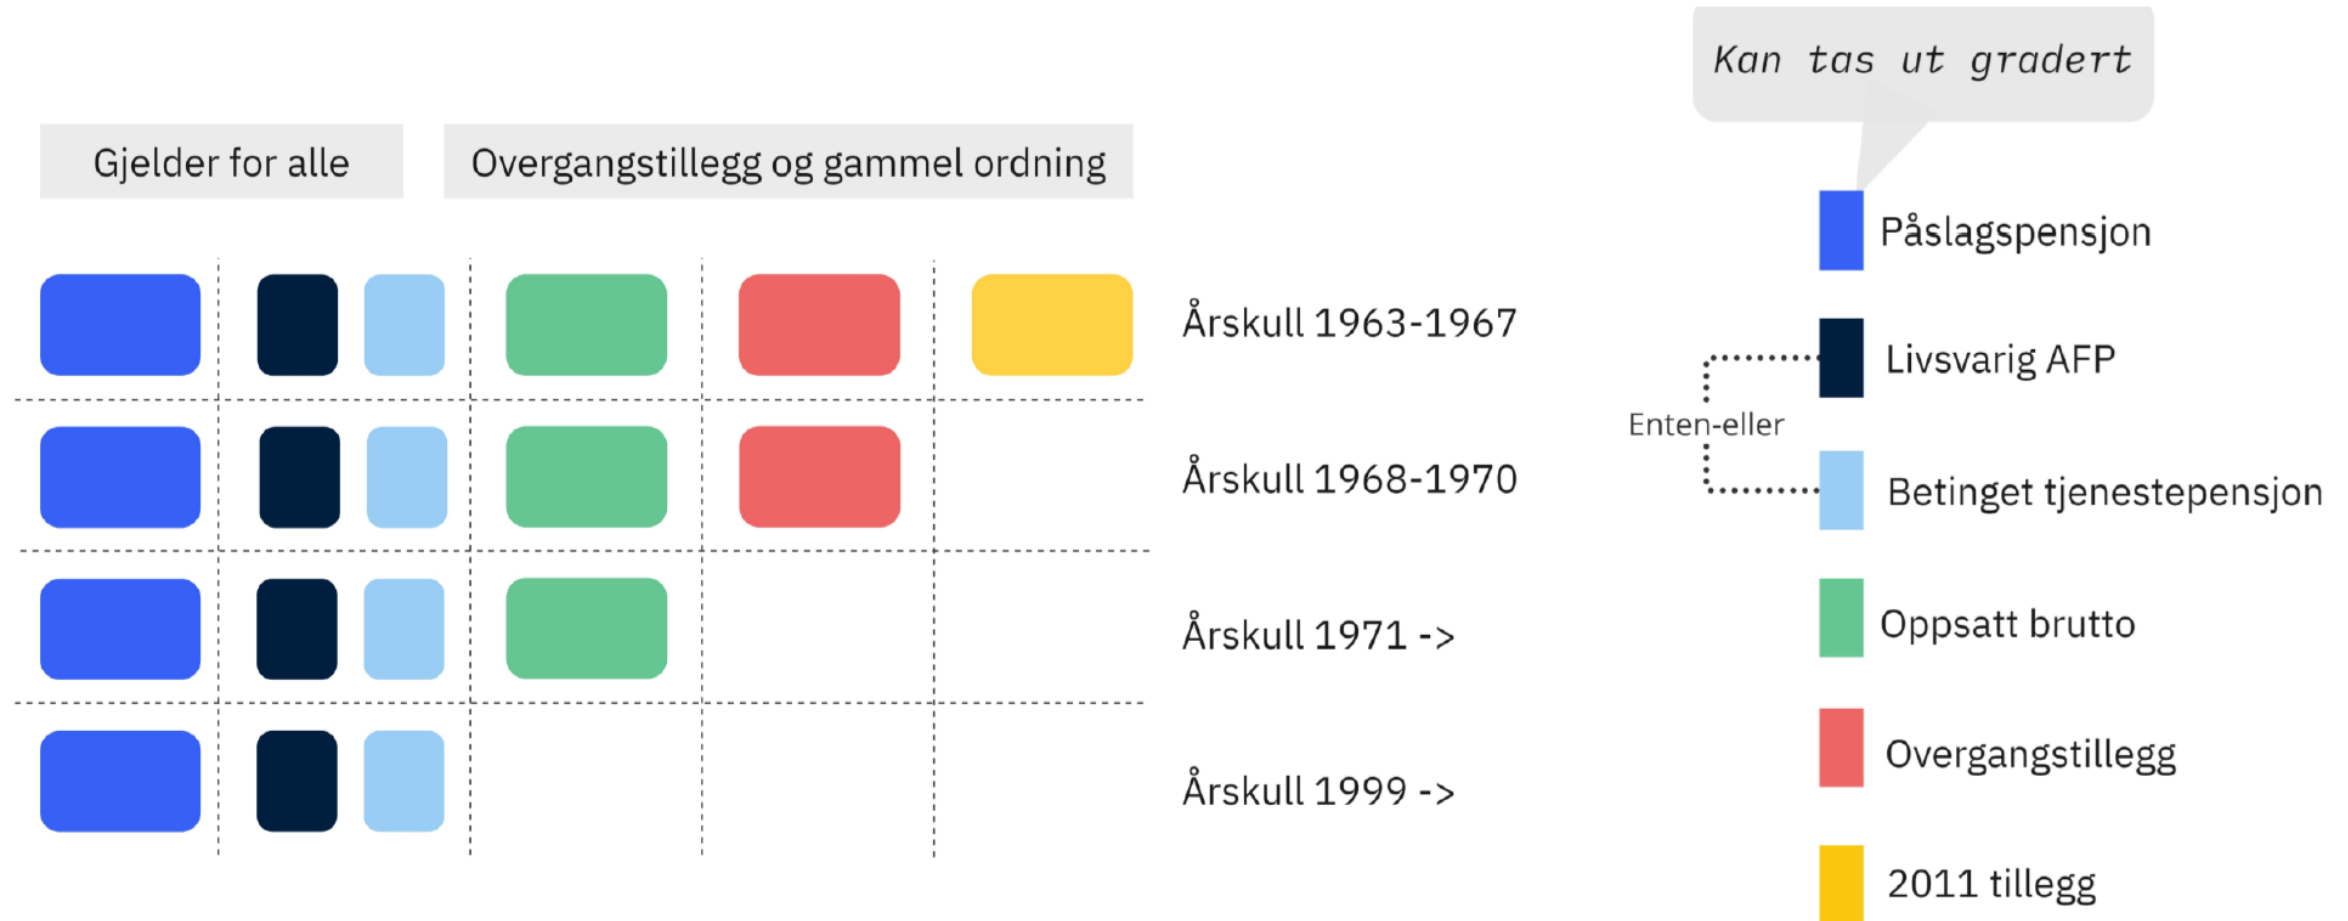 Kan tas ut gradert
Gjelder for alle
Overgangstillegg og gammel ordning
Årskull 1963-1967
Årskull 1968-1970
Årskull 1971 ->
Årskull 1999 ->
Påslagspensjon
Livsvarig AFP
Enten-eller
Betinget tjenestepensjon
Oppsatt brutto
Overgangstillegg
2011 tillegg